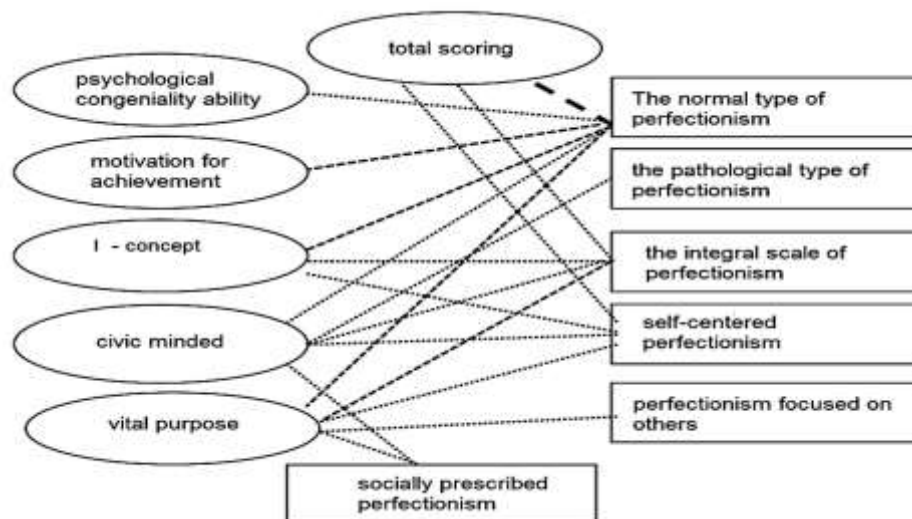 total scoring
psychological
congeniality ability
The normal type of
perfectionism
motivation for
achievement
the pathological type of
perfectionism
I - concept
the integral scale of
perfectionism
civic minded
self-centered
perfectionism
vital purpose
perfectionism focused on
others
socially prescribed
perfectionism